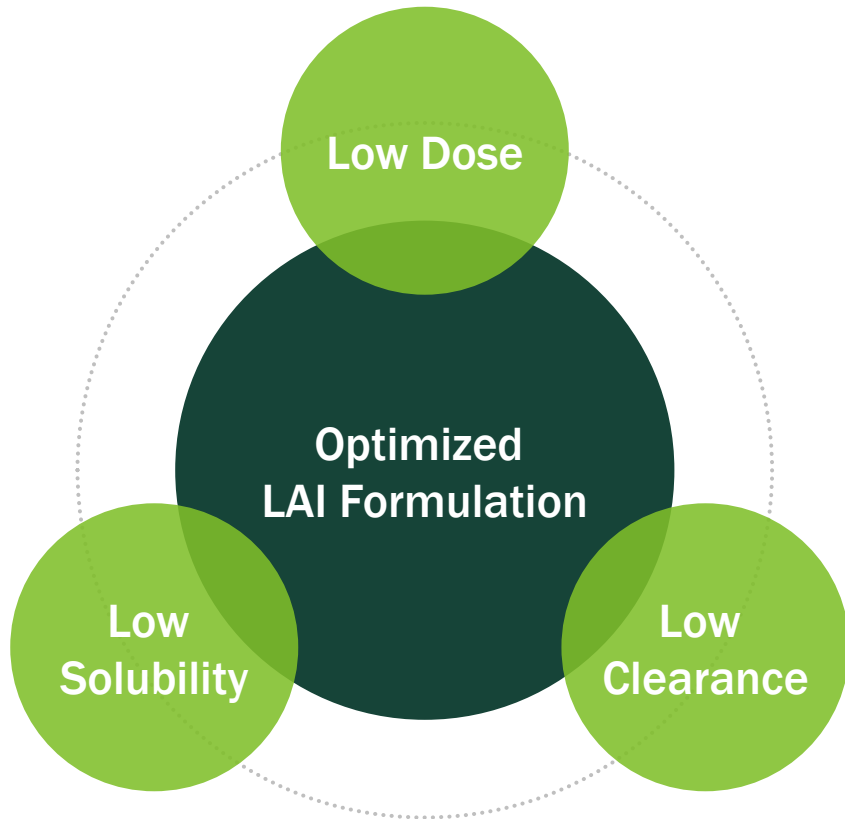 Low Dose
Optimized
LAI Formulation
Low
Solubility
Low
Clearance